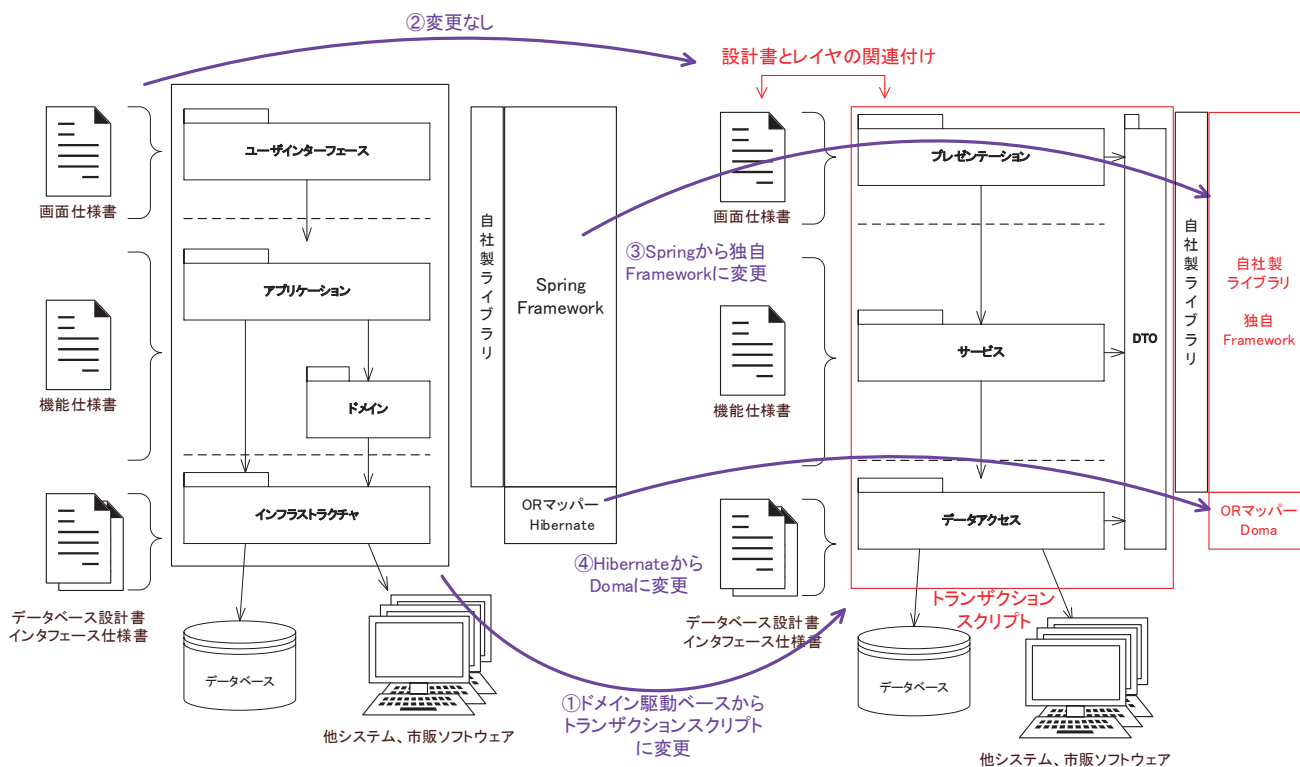 ②変更なし
設計書とレイヤの関連付け
ユーザインターフェース
画面仕様書
アプリケーション
機能仕様書
ドメイン
インフラストラクチャ
データベース設計書
インタフェース仕様書
データベース
他システム、市販ソフトウェア
自社製ライブラリ
Spring
Framework
ORマッパー
Hibernate
③Springから独自
Frameworkに変更
④Hibernateから
Domaに変更
①ドメイン駆動ベースから
トランザクションスクリプト
に変更
プレゼンテーション
画面仕様書
サービス
機能仕様書
DTO
データアクセス
データベース設計書
インタフェース仕様書
トランザクション
スクリプト
データベース
他システム、市販ソフトウェア
自社製ライブラリ
自社製
ライブラリ
独自
Framework
ORマッパー
Doma